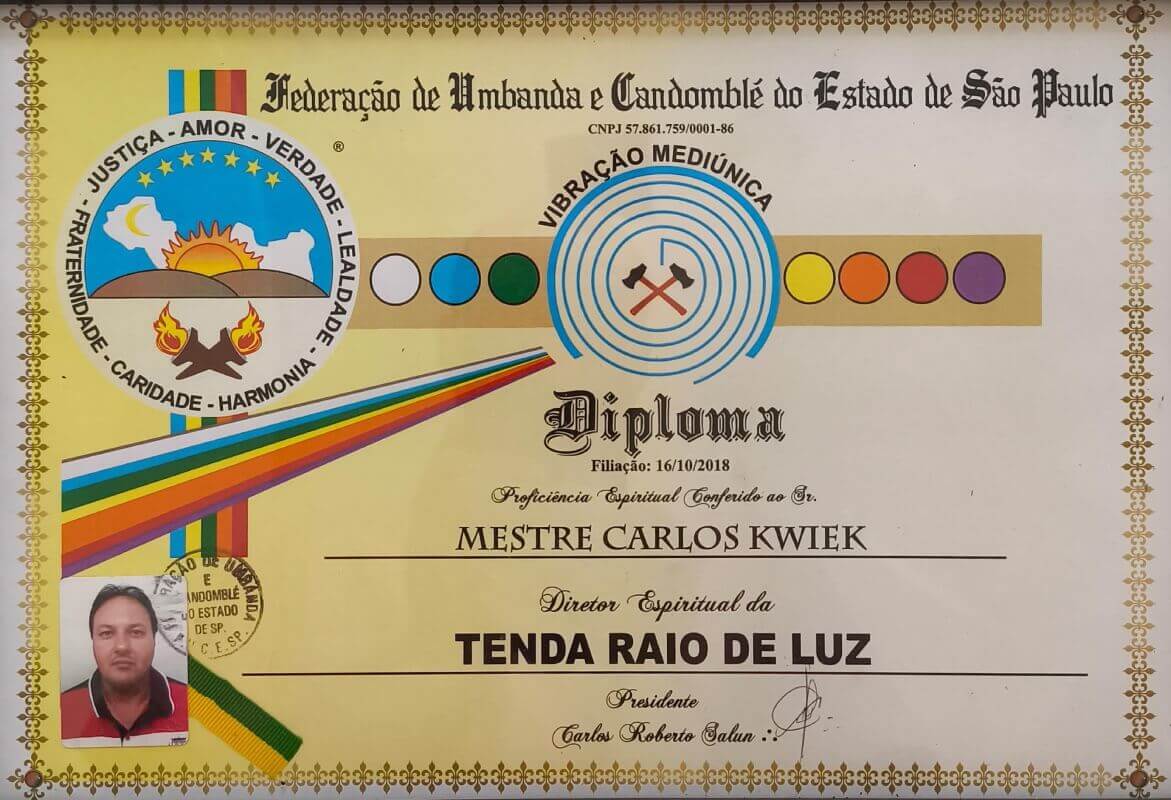 Federação de Umbanda e Candomblé do Estado de São Paulo
CNPJ 57.861.759/0001-86
JUSTIÇA - AMOR - VERDADE - LEALDADE - HARMONIA - CARIDADE - FRATERNIDADE -
®
VIBRAÇÃO MEDIÚNICA
Diploma
Filiação: 16/10/2018
Proficiência Espiritual Conferido ao Sr.
MESTRE CARLOS KWIEK
Diretor Espiritual da
TENDA RAIO DE LUZ
Presidente
Carlos Roberto Salun ∴
DE UMBANDA
E
DO ESTADO
DE SP.